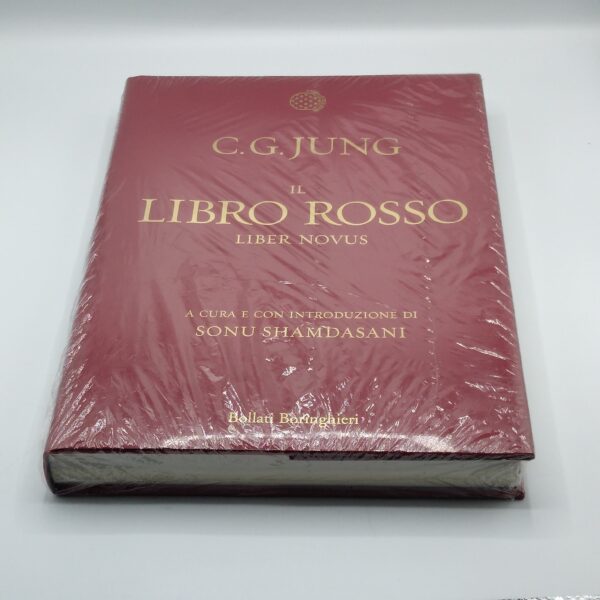 C. G. JUNG
IL
LIBRO ROSSO
LIBER NOVUS
A CURA E CON INTRODUZIONE DI
SONU SHAMDASANI
Bollati Boringhieri